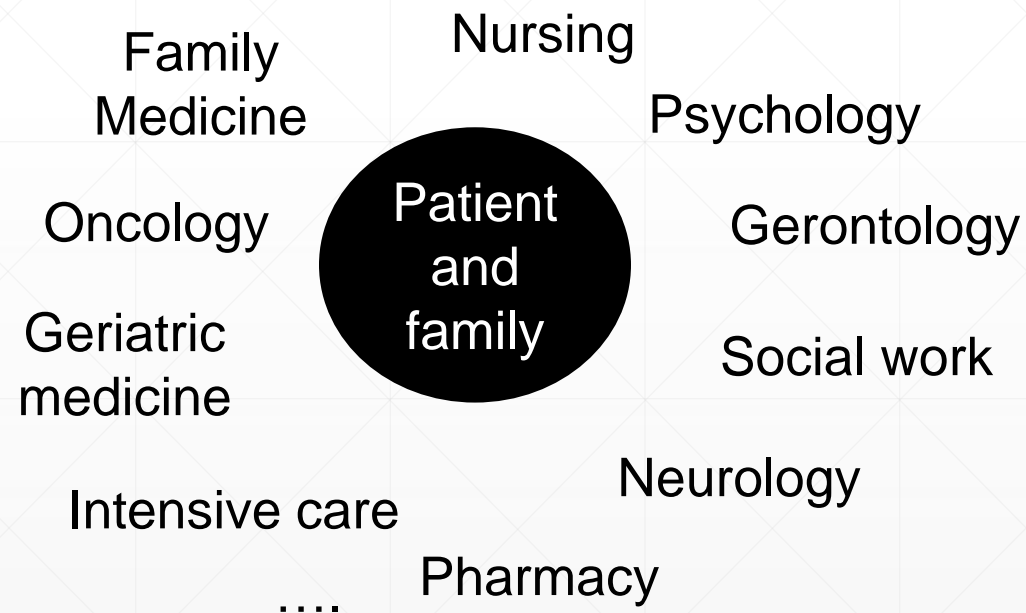 Nursing
Family
Medicine
Psychology
Patient
and
family
Oncology
Gerontology
Geriatric
medicine
Social work
Neurology
Intensive care
Pharmacy
....